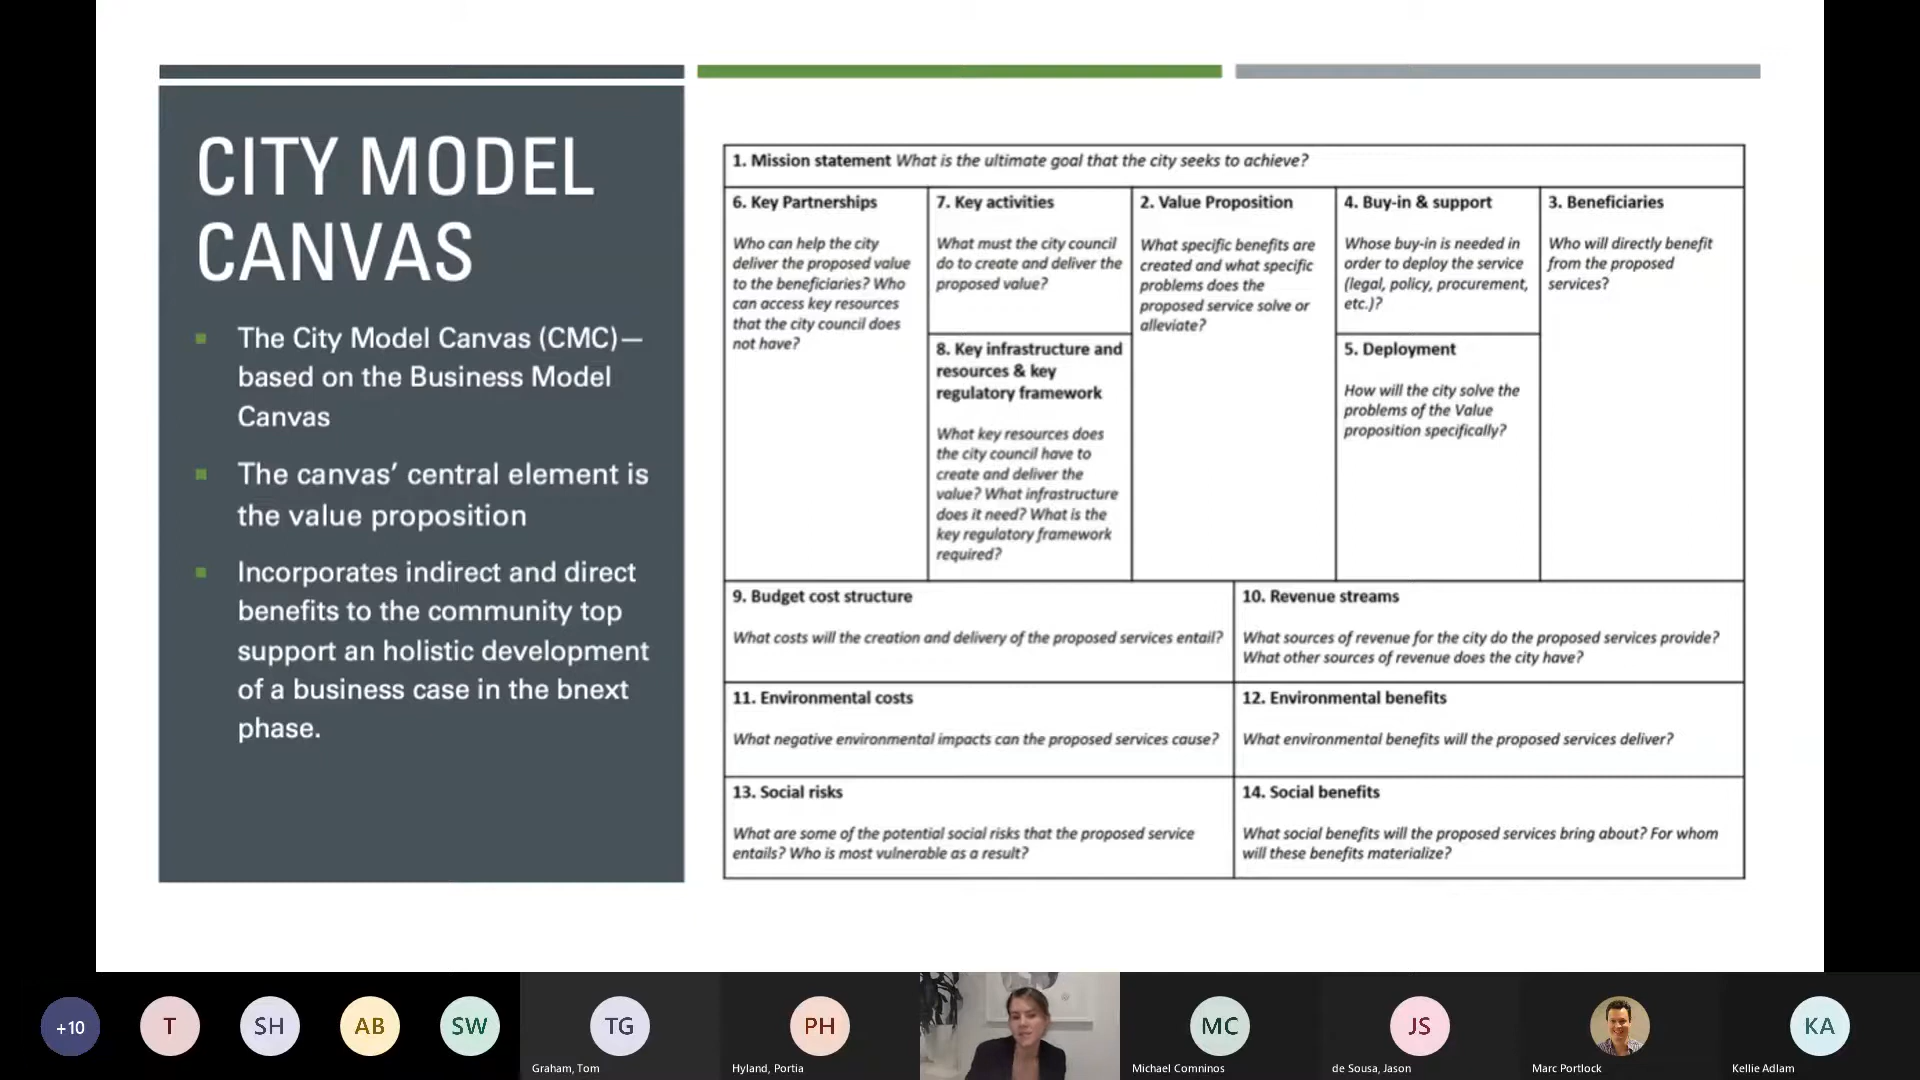 CITY MODEL
CANVAS
The City Model Canvas (CMC)—
based on the Business Model
Canvas
The canvas’ central element is
the value proposition
Incorporates indirect and direct
benefits to the community top
support an holistic development
of a business case in the bnext
phase.
1. Mission statement What is the ultimate goal that the city seeks to achieve?
6. Key Partnerships
Who can help the city
deliver the proposed value
to the beneficiaries? Who
can access key resources
that the city council does
not have?
7. Key activities
What must the city council
do to create and deliver the
proposed value?
8. Key infrastructure and
resources & key
regulatory framework
What key resources does
the city council have to
create and deliver the
value? What infrastructure
does it need? What is the
key regulatory framework
required?
2. Value Proposition
What specific benefits are
created and what specific
problems does the
proposed service solve or
alleviate?
4. Buy-in & support
Whose buy-in is needed in
order to deploy the service
(legal, policy, procurement,
etc.)?
5. Deployment
How will the city solve the
problems of the Value
proposition specifically?
3. Beneficiaries
Who will directly benefit
from the proposed
services?
9. Budget cost structure
What costs will the creation and delivery of the proposed services entail?
10. Revenue streams
What sources of revenue for the city do the proposed services provide?
What other sources of revenue does the city have?
11. Environmental costs
What negative environmental impacts can the proposed services cause?
12. Environmental benefits
What environmental benefits will the proposed services deliver?
13. Social risks
What are some of the potential social risks that the proposed service
entails? Who is most vulnerable as a result?
14. Social benefits
What social benefits will the proposed services bring about? For whom
will these benefits materialize?
+10
T
SH
AB
SW
TG
Graham, Tom
PH
Hyland, Portia
MC
Michael Comninos
JS
de Sousa, Jason
Marc Portlock
KA
Kellie Adlam